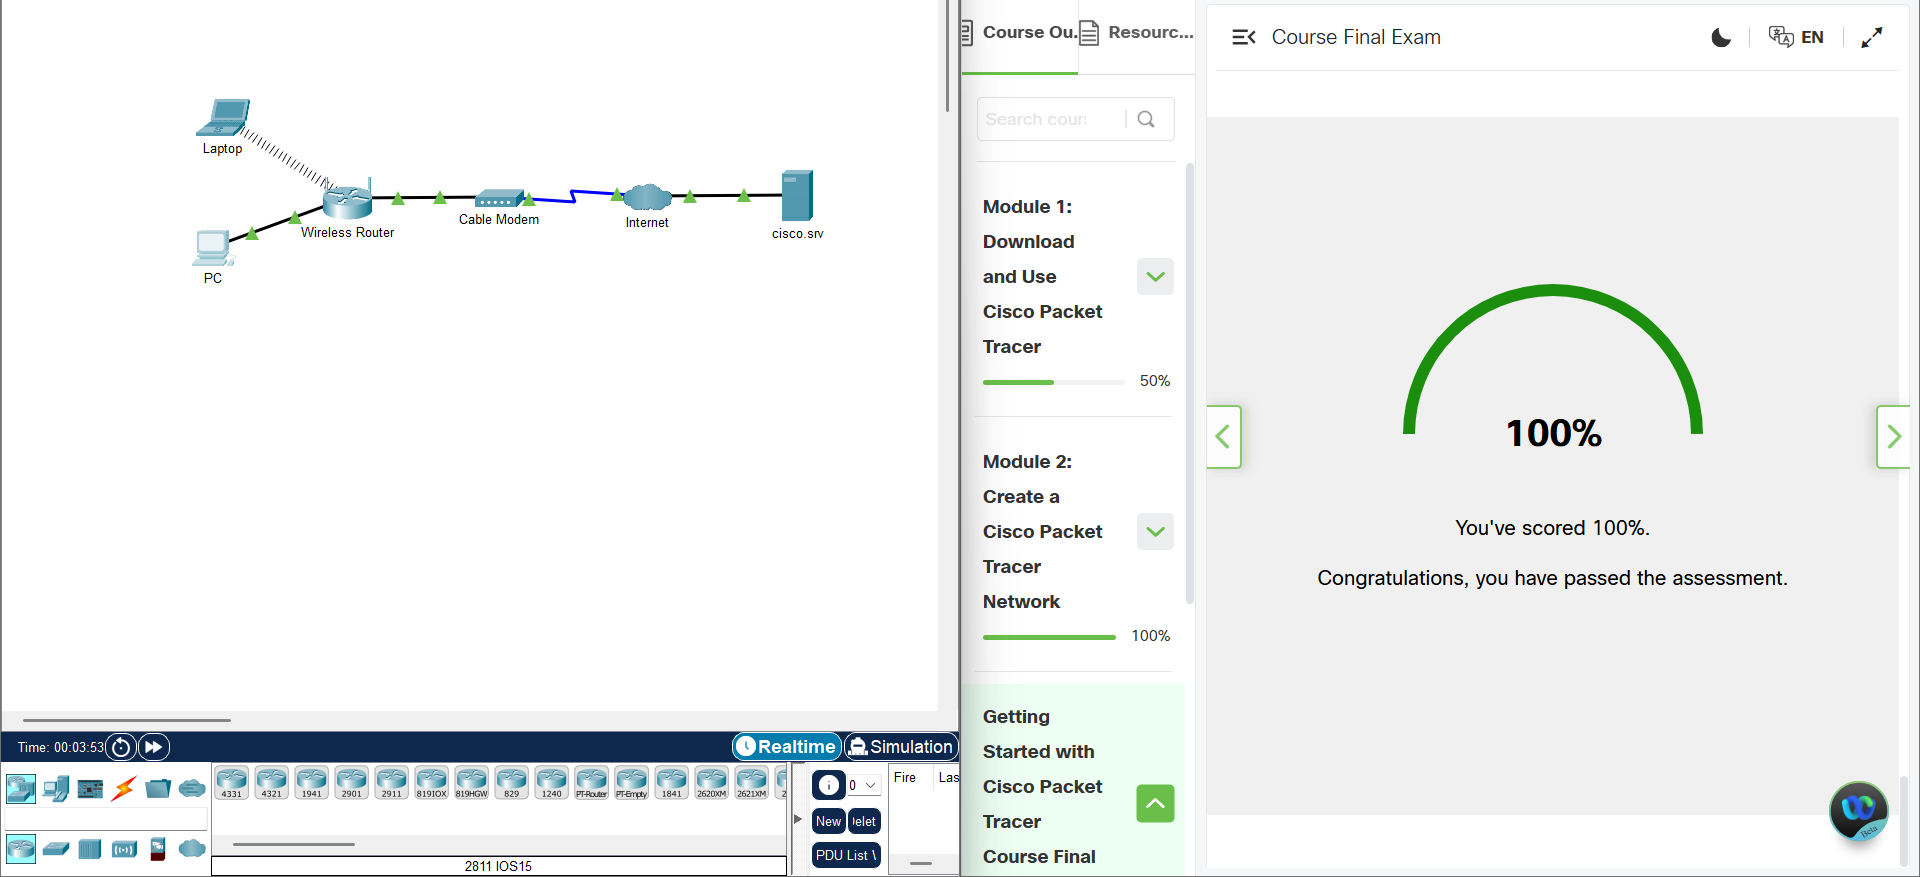 Laptop
Wireless Router
PC
Cable Modem
Internet
cisco.srv
Time: 00:03:53
Realtime
Simulation
4331
4321
1941
2901
2911
819IOX
819HGW
829
1240
PT-Router
PT-Empty
1841
2620XM
2621XM
2
2811 IOS15
0
New
elet
PDU List \
Fire
Las
Course Ou...
Resourc...
Search cour
Module 1:
Download
and Use
Cisco Packet
Tracer
50%
Module 2:
Create a
Cisco Packet
Tracer
Network
100%
Getting
Started with
Cisco Packet
Tracer
Course Final
Course Final Exam
EN
100%
You've scored 100%.
Congratulations, you have passed the assessment.
Beta